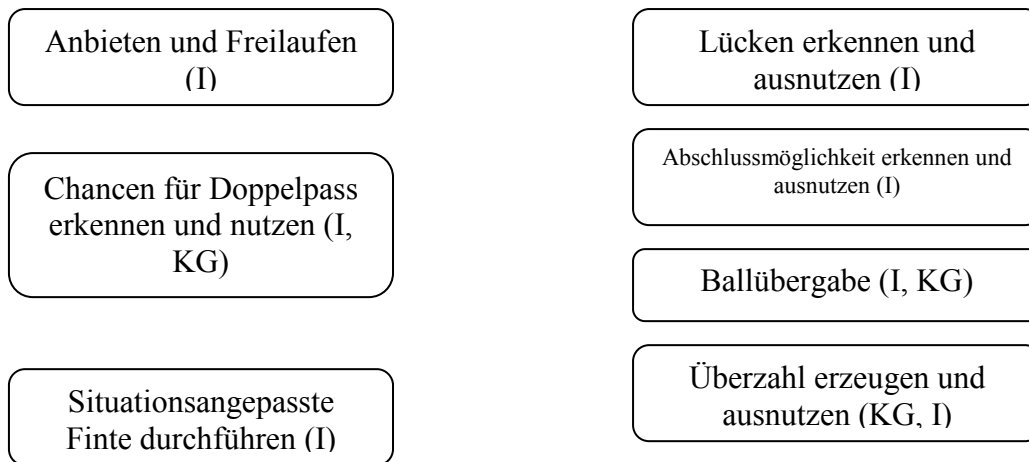 Anbieten und Freilaufen
(I)
Chancen für Doppelpass
erkennen und nutzen (I,
KG)
Situationsangepasste
Finte durchführen (I)
Lücken erkennen und
ausnutzen (I)
Abschlussmöglichkeit erkennen und
ausnutzen (I)
Ballübergabe (I, KG)
Überzahl erzeugen und
ausnutzen (KG, I)